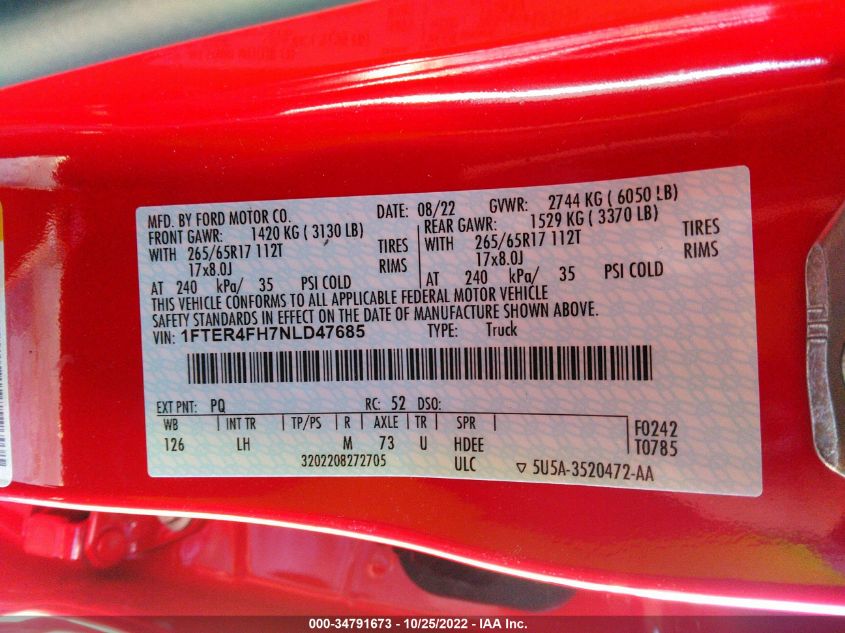 MFD. BY FORD MOTOR CO. DATE: 08/22 GVWR: 2744 KG ( 6050 LB)
FRONT GAWR: 1420 KG ( 3130 LB) REAR GAWR: 1529 KG ( 3370 LB)
WITH 265/65R17 112T TIRES WITH 265/65R17 112T TIRES
17x8.0J RIMS 17x8.0J RIMS
AT 240 kPa/ 35 PSI COLD AT 240 kPa/ 35 PSI COLD
THIS VEHICLE CONFORMS TO ALL APPLICABLE FEDERAL MOTOR VEHICLE
SAFETY STANDARDS IN EFFECT ON THE DATE OF MANUFACTURE SHOWN ABOVE.
VIN: 1FTER4FH7NLD47685 TYPE: Truck
EXT PNT: PQ RC: 52 DSO:
WB INT TR TP/PS R AXLE TR SPR F0242
126 LH M 73 U HDEE T0785
3202208272705 ULC ▽ 5U5A-3520472-AA
000-34791673 - 10/25/2022 - IAA Inc.